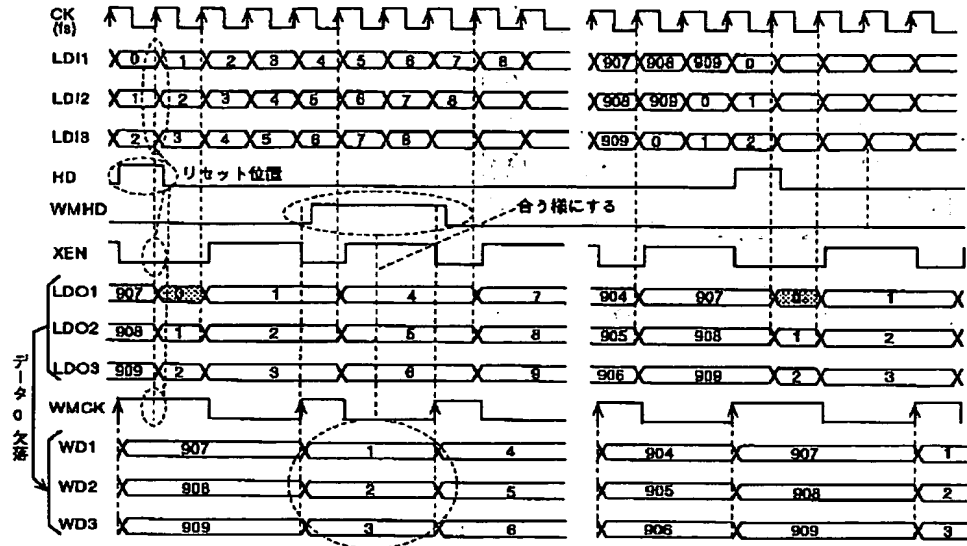 CK
(fs)
LDI1 0 1 2 3 4 5 6 7 8 907 908 909 0
LDI2 1 2 3 4 5 6 7 8 908 909 0 1
LDI3 2 3 4 5 6 7 8 909 0 1 2
HD リセット位置
WMHD 合う様にする
XEN
LDO1 907 0 1 4 7 904 907 0 1
LDO2 908 1 2 5 8 905 908 1 2
LDO3 909 2 3 6 9 906 909 2 3
データ0欠落
WMCK
WD1 907 1 4 904 907 1
WD2 908 2 5 905 908 2
WD3 909 3 6 906 909 3